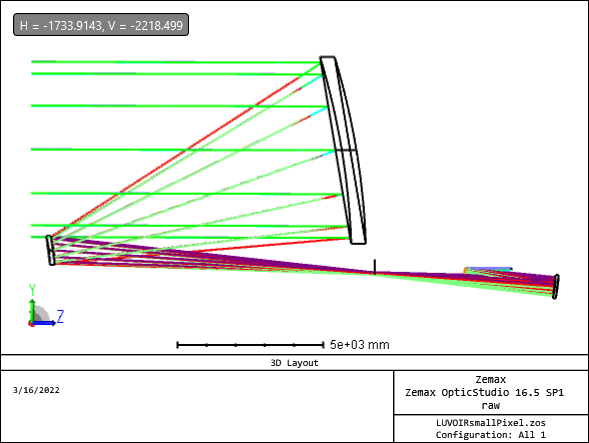 H = -1733.9143, V = -2218.499
Y
Z
5e+03 mm
3D Layout
3/16/2022
Zemax
Zemax OpticStudio 16.5 SP1
raw
LUVOIRsmallPixel.zos
Configuration: All 1